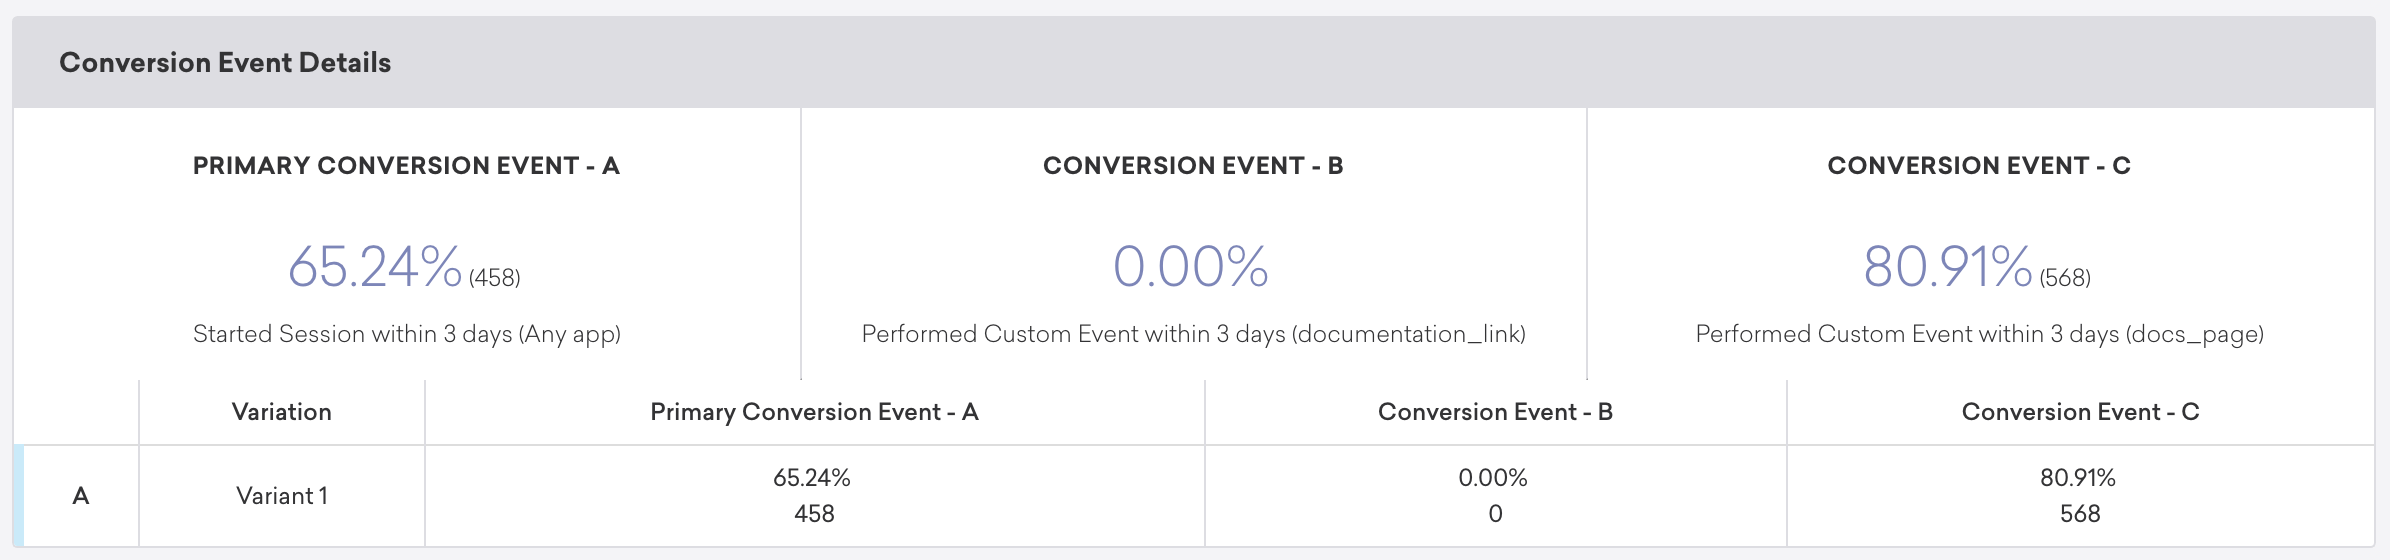 Conversion Event Details
PRIMARY CONVERSION EVENT - A
65.24% (458)
Started Session within 3 days (Any app)
CONVERSION EVENT - B
0.00%
Performed Custom Event within 3 days (documentation_link)
CONVERSION EVENT - C
80.91% (568)
Performed Custom Event within 3 days (docs_page)
Variation Primary Conversion Event - A Conversion Event - B Conversion Event - C
A Variant 1
65.24% 0.00% 80.91%
458 0 568